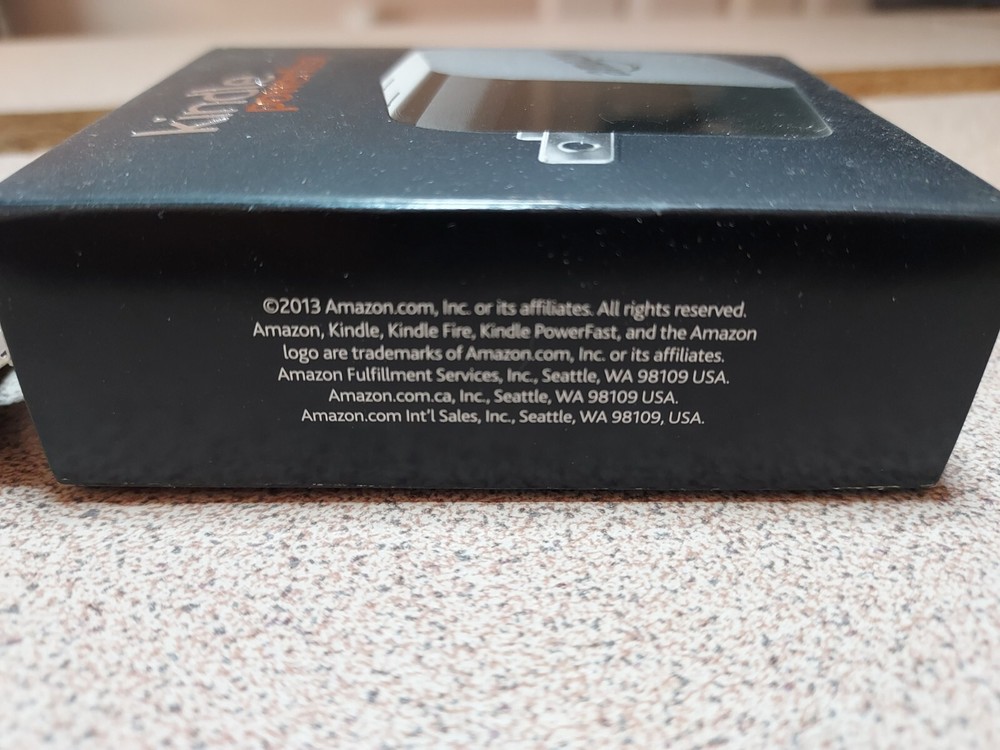 Kindle
PowerFast
©2013 Amazon.com, Inc. or its affiliates. All rights reserved.
Amazon, Kindle, Kindle Fire, Kindle PowerFast, and the Amazon
logo are trademarks of Amazon.com, Inc. or its affiliates.
Amazon Fulfillment Services, Inc., Seattle, WA 98109 USA.
Amazon.com.ca, Inc., Seattle, WA 98109 USA.
Amazon.com Int'l Sales, Inc., Seattle, WA 98109, USA.